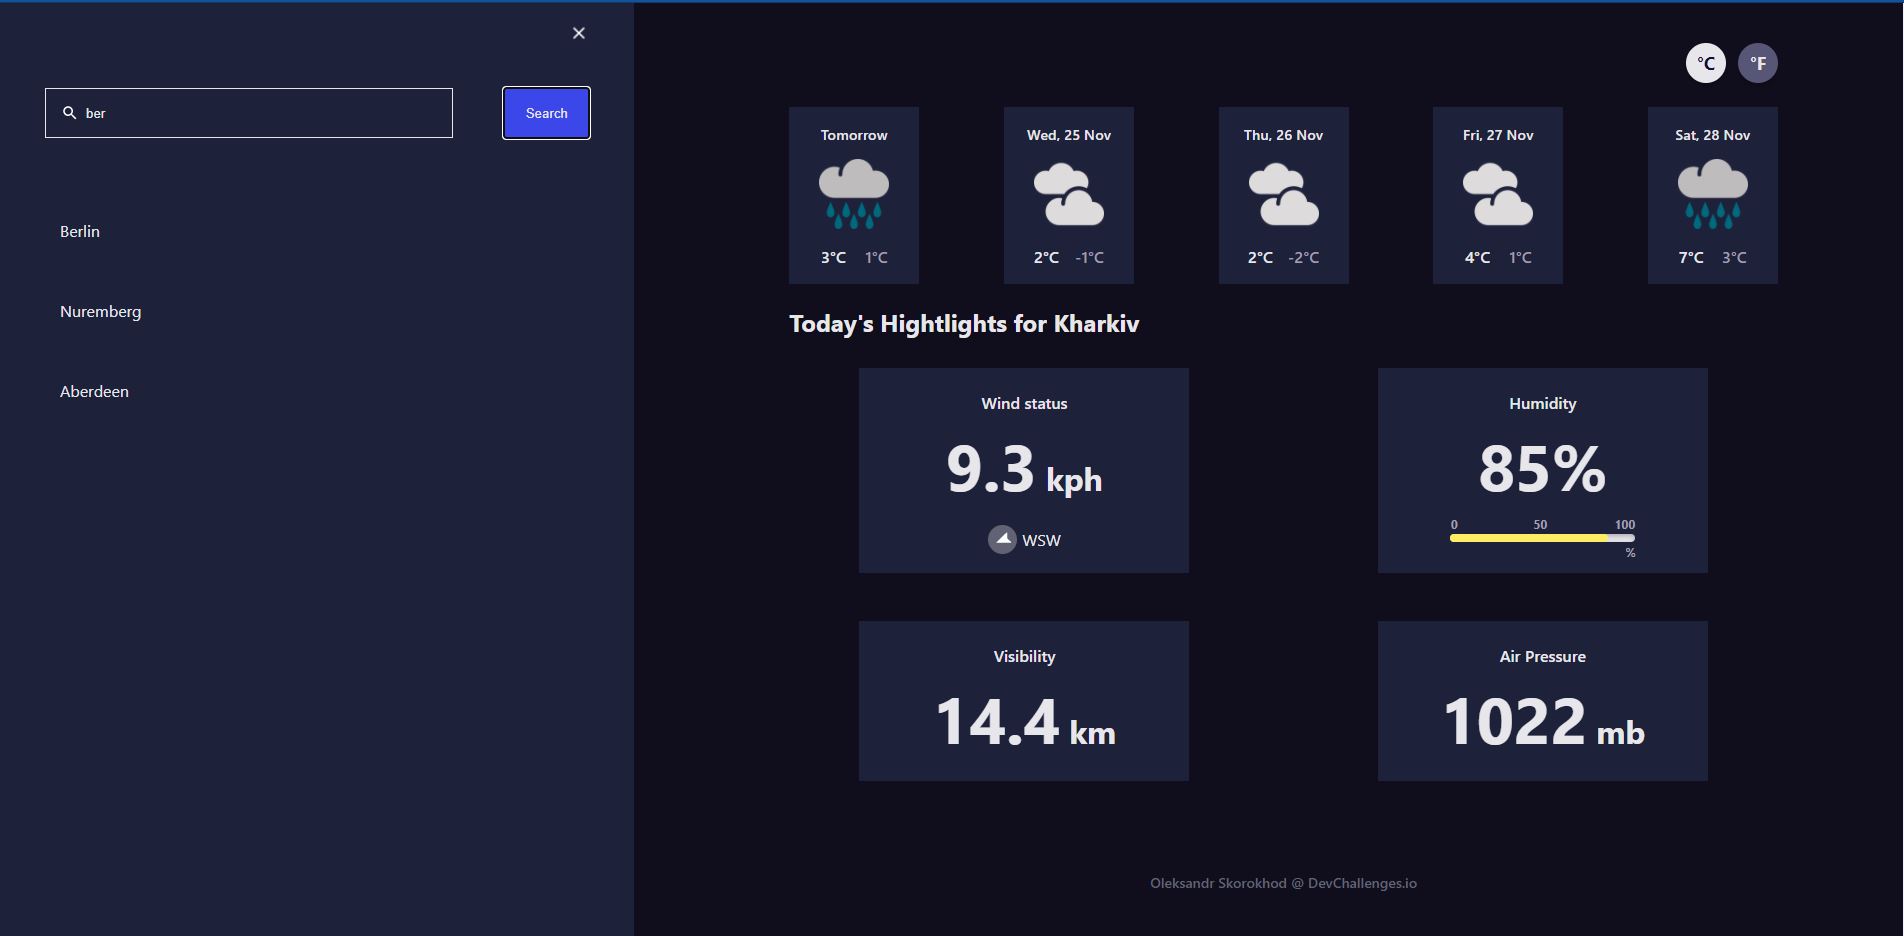 ber
Search
Berlin
Nuremberg
Aberdeen
°C °F
Tomorrow
3°C 1°C
Wed, 25 Nov
2°C -1°C
Thu, 26 Nov
2°C -2°C
Fri, 27 Nov
4°C 1°C
Sat, 28 Nov
7°C 3°C
Today's Hightlights for Kharkiv
Wind status
9.3 kph
WSW
Humidity
85%
0 50 100
%
Visibility
14.4 km
Air Pressure
1022 mb
Oleksandr Skorokhod @ DevChallenges.io